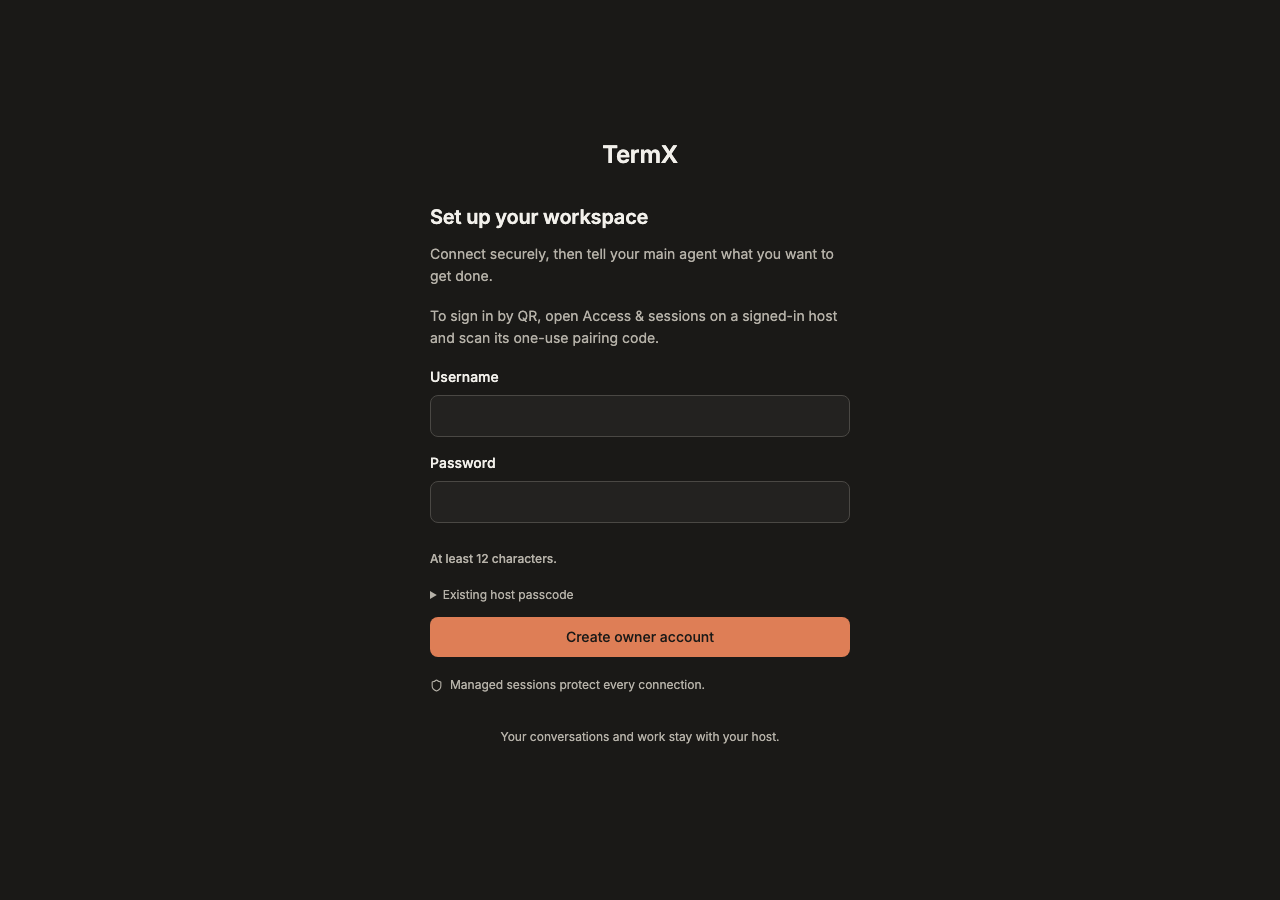 TermX
Set up your workspace
Connect securely, then tell your main agent what you want to
get done.
To sign in by QR, open Access & sessions on a signed-in host
and scan its one-use pairing code.
Username
Password
At least 12 characters.
Existing host passcode
Create owner account
Managed sessions protect every connection.
Your conversations and work stay with your host.